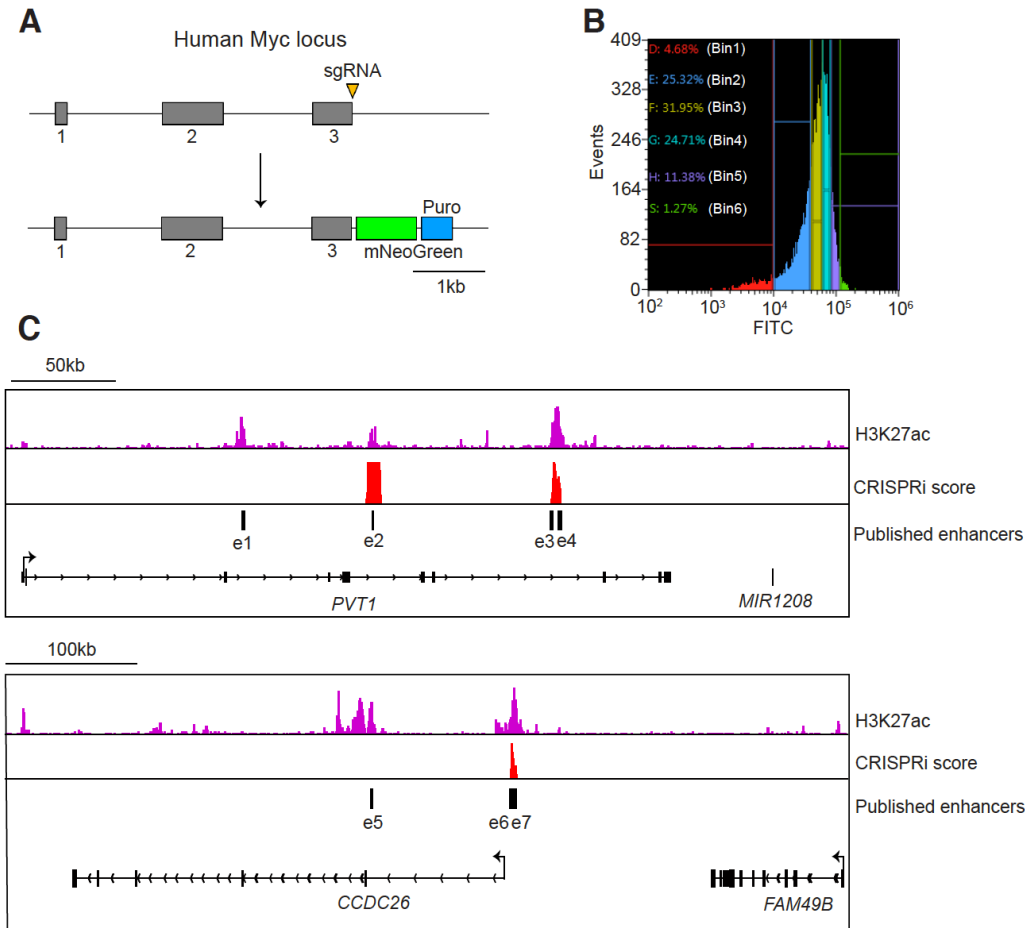 A
Human Myc locus
sgRNA
1
2
3
Puro
1
2
3
mNeoGreen
1kb
B
409
328
246
164
82
0
Events
D: 4.68% (Bin1)
E: 25.32% (Bin2)
F: 31.95% (Bin3)
G: 24.71% (Bin4)
H: 11.38% (Bin5)
S: 1.27% (Bin6)
10² 10³ 10⁴ 10⁵ 10⁶
FITC
C
50kb
H3K27ac
CRISPRi score
Published enhancers
e1 e2 e3 e4
PVT1
MIR1208
100kb
H3K27ac
CRISPRi score
Published enhancers
e5 e6 e7
CCDC26
FAM49B